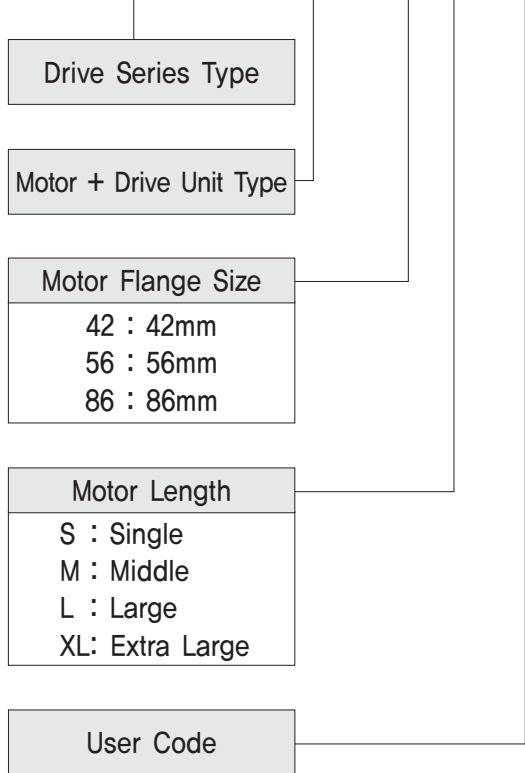 Drive Series Type
Motor + Drive Unit Type
Motor Flange Size
42 : 42mm
56 : 56mm
86 : 86mm
Motor Length
S : Single
M : Middle
L : Large
XL: Extra Large
User Code